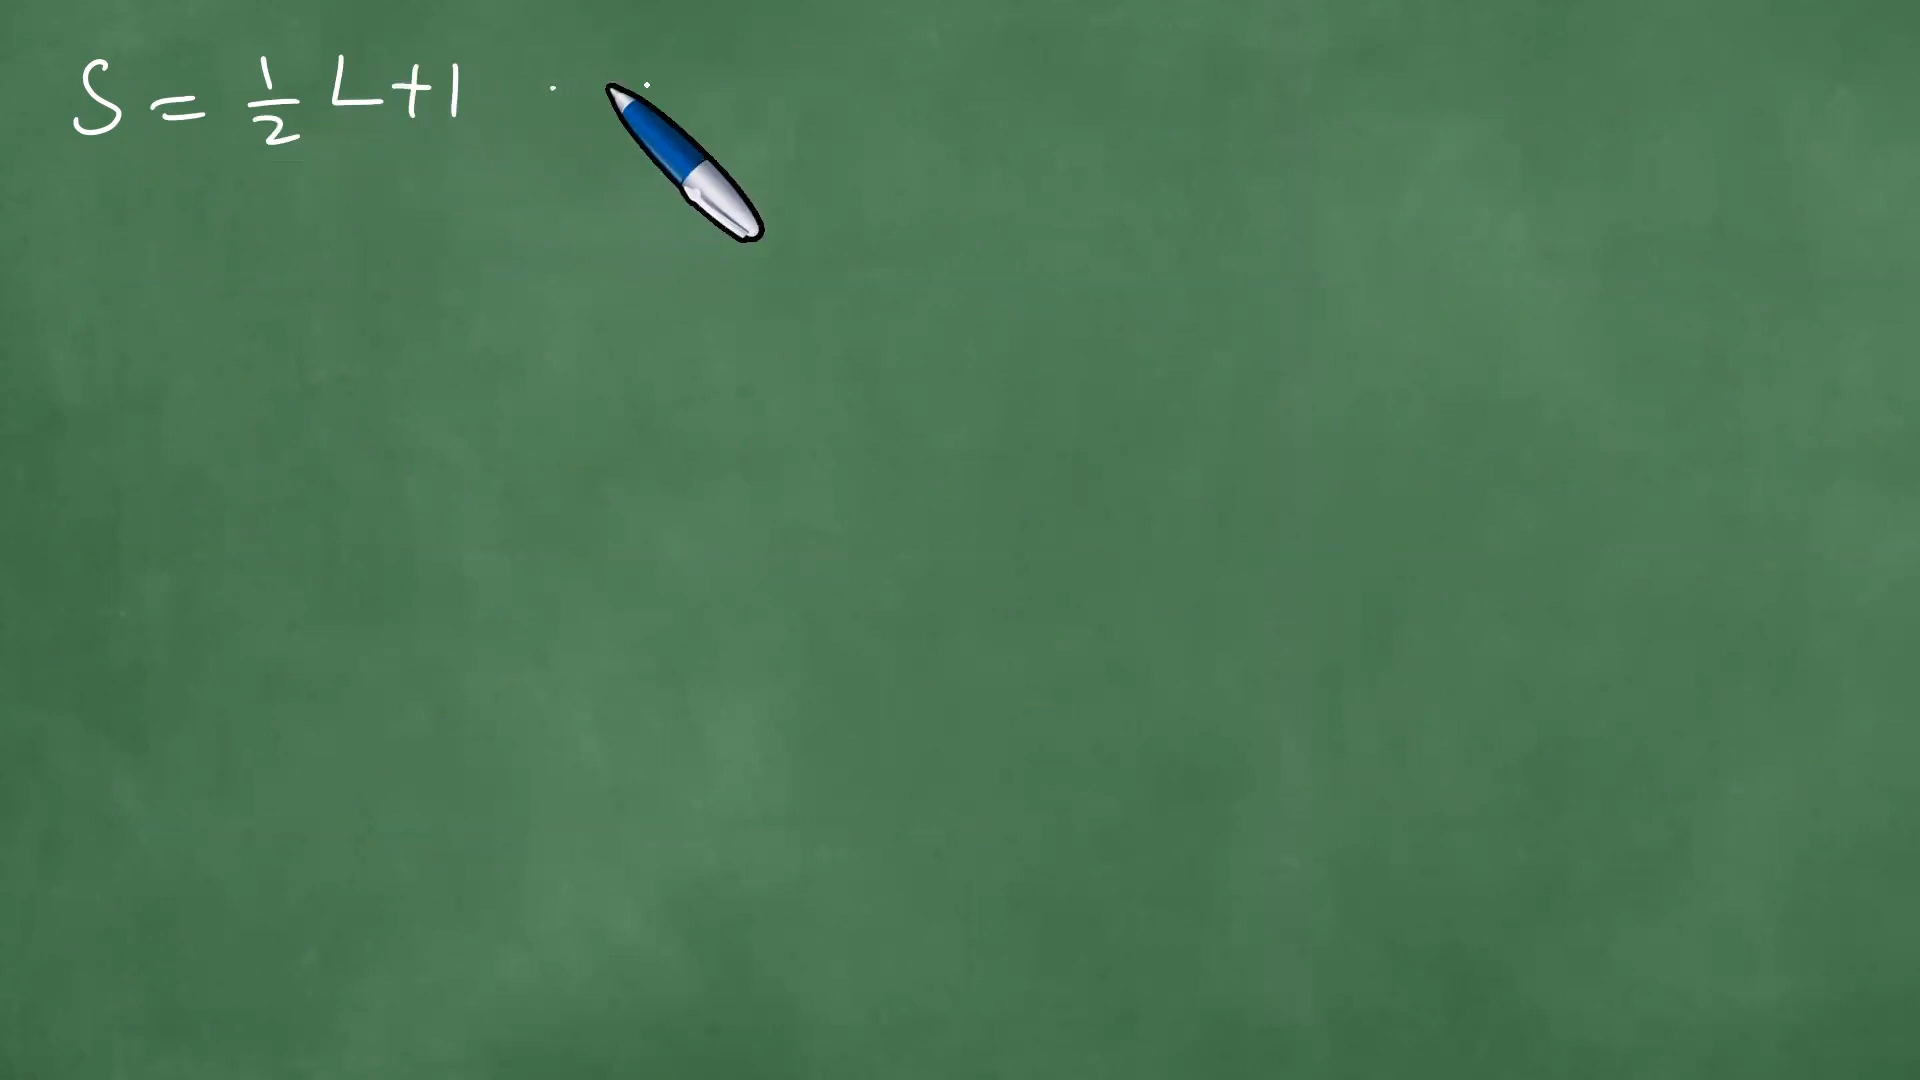 S = 1/2 L + 1